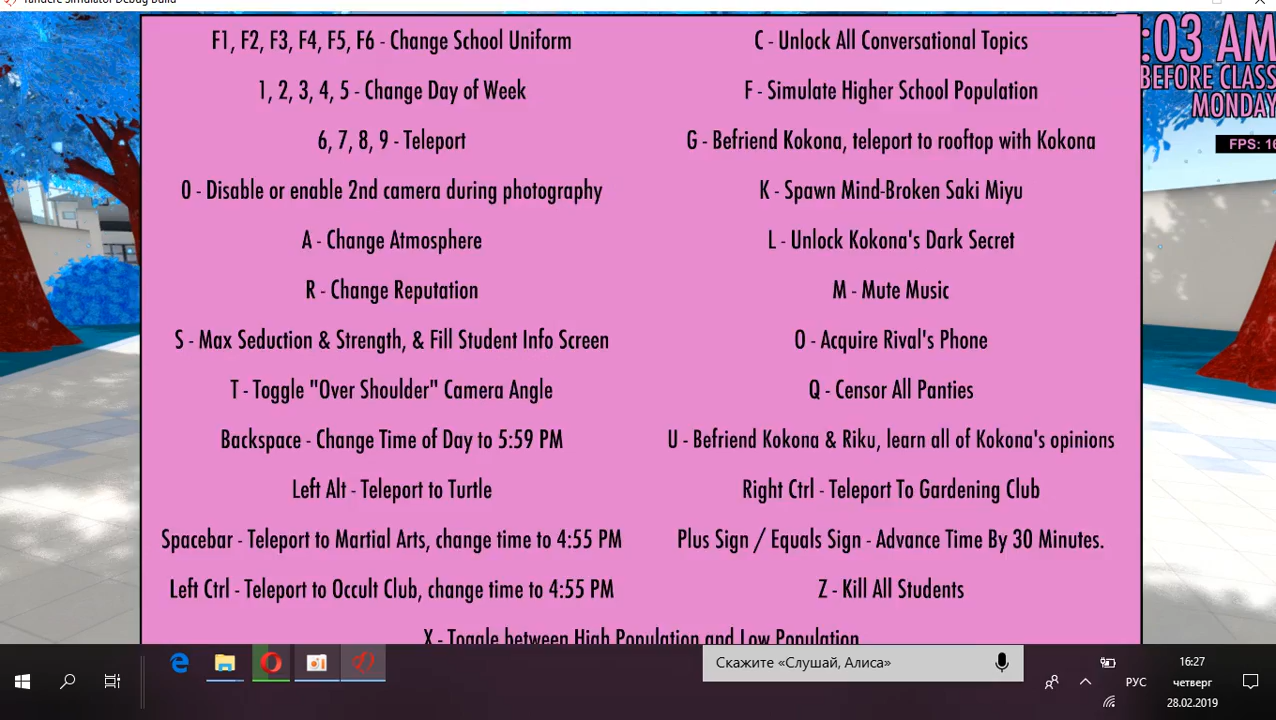 Yandere Simulator Debug Build
F1, F2, F3, F4, F5, F6 - Change School Uniform
1, 2, 3, 4, 5 - Change Day of Week
6, 7, 8, 9 - Teleport
0 - Disable or enable 2nd camera during photography
A - Change Atmosphere
R - Change Reputation
S - Max Seduction & Strength, & Fill Student Info Screen
T - Toggle "Over Shoulder" Camera Angle
Backspace - Change Time of Day to 5:59 PM
Left Alt - Teleport to Turtle
Spacebar - Teleport to Martial Arts, change time to 4:55 PM
Left Ctrl - Teleport to Occult Club, change time to 4:55 PM
C - Unlock All Conversational Topics
F - Simulate Higher School Population
G - Befriend Kokona, teleport to rooftop with Kokona
K - Spawn Mind-Broken Saki Miyu
L - Unlock Kokona's Dark Secret
M - Mute Music
O - Acquire Rival's Phone
Q - Censor All Panties
U - Befriend Kokona & Riku, learn all of Kokona's opinions
Right Ctrl - Teleport To Gardening Club
Plus Sign / Equals Sign - Advance Time By 30 Minutes.
Z - Kill All Students
X - Toggle between High Population and Low Population
:03 AM
BEFORE CLASS
MONDAY
FPS: 16
Скажите «Слушай, Алиса»
РУС
16:27
четверг
28.02.2019